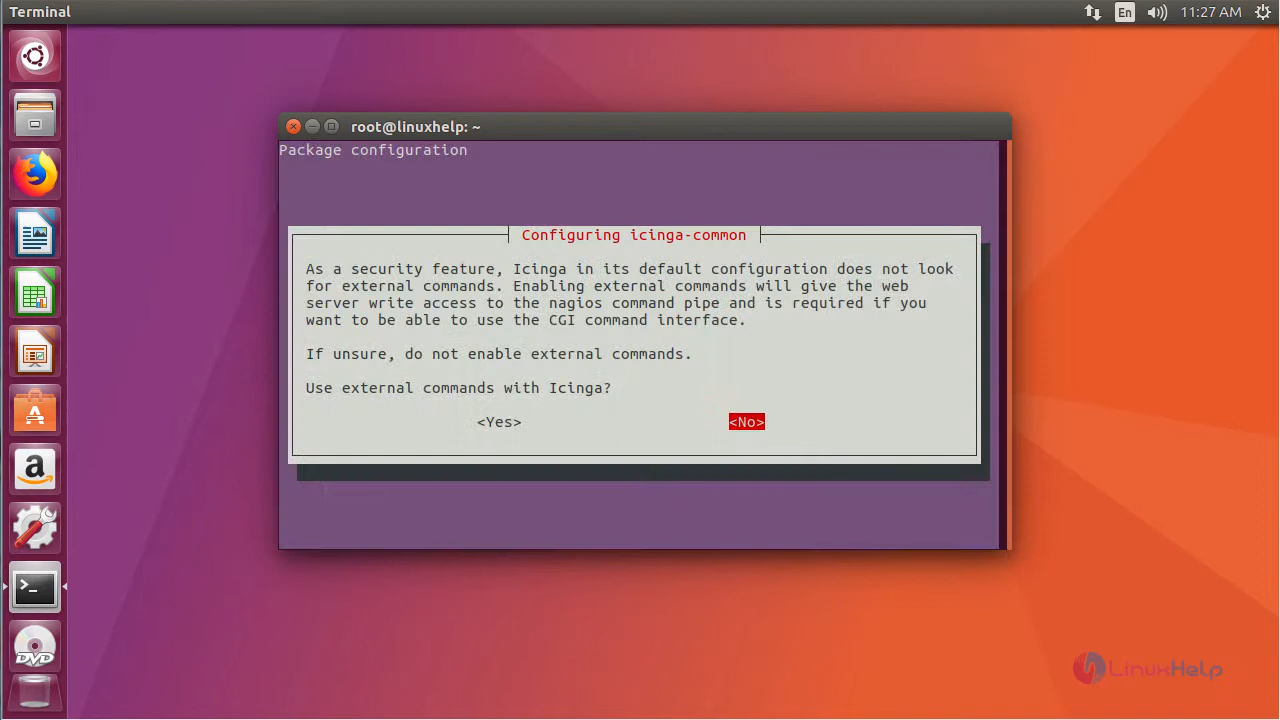 Terminal
En
11:27 AM
root@linuxhelp: ~
Package configuration
Configuring icinga-common
As a security feature, Icinga in its default configuration does not look
for external commands. Enabling external commands will give the web
server write access to the nagios command pipe and is required if you
want to be able to use the CGI command interface.
If unsure, do not enable external commands.
Use external commands with Icinga?
<Yes>
<No>
DVD
LinuxHelp